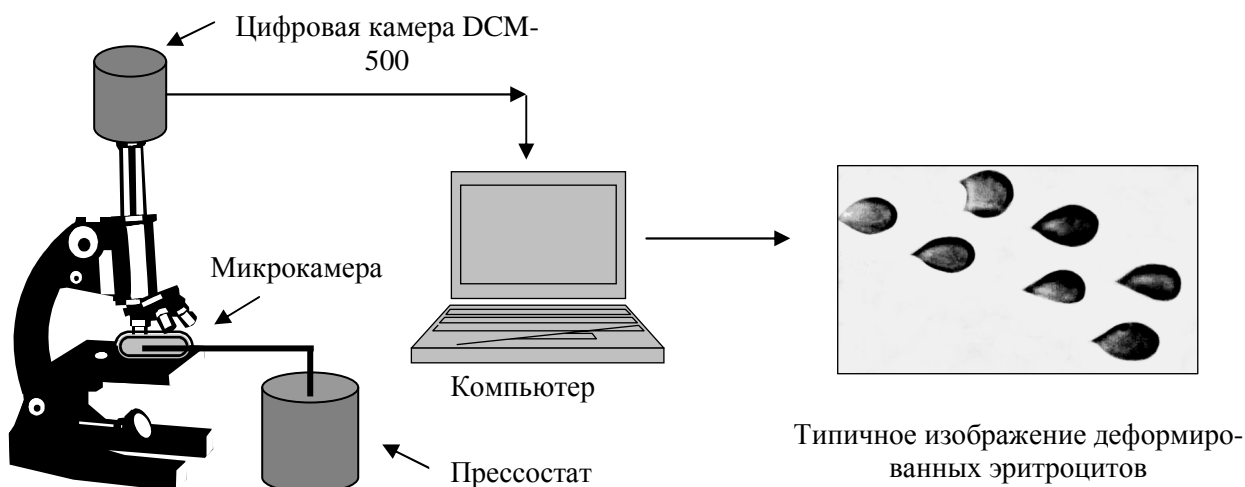 Цифровая камера DCM-
500
Микрокамера
Компьютер
Прессостат
Типичное изображение деформиро-
ванных эритроцитов